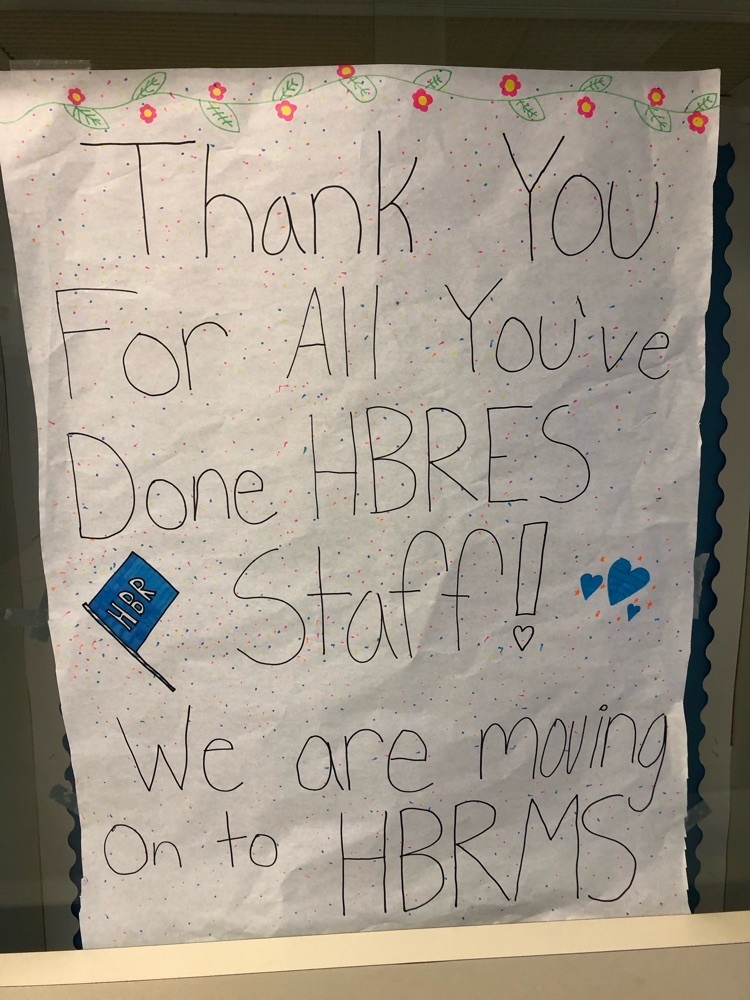 Thank You
For All You've
Done HBRES
Staff!
HBR
We are moving
On to HBRMS